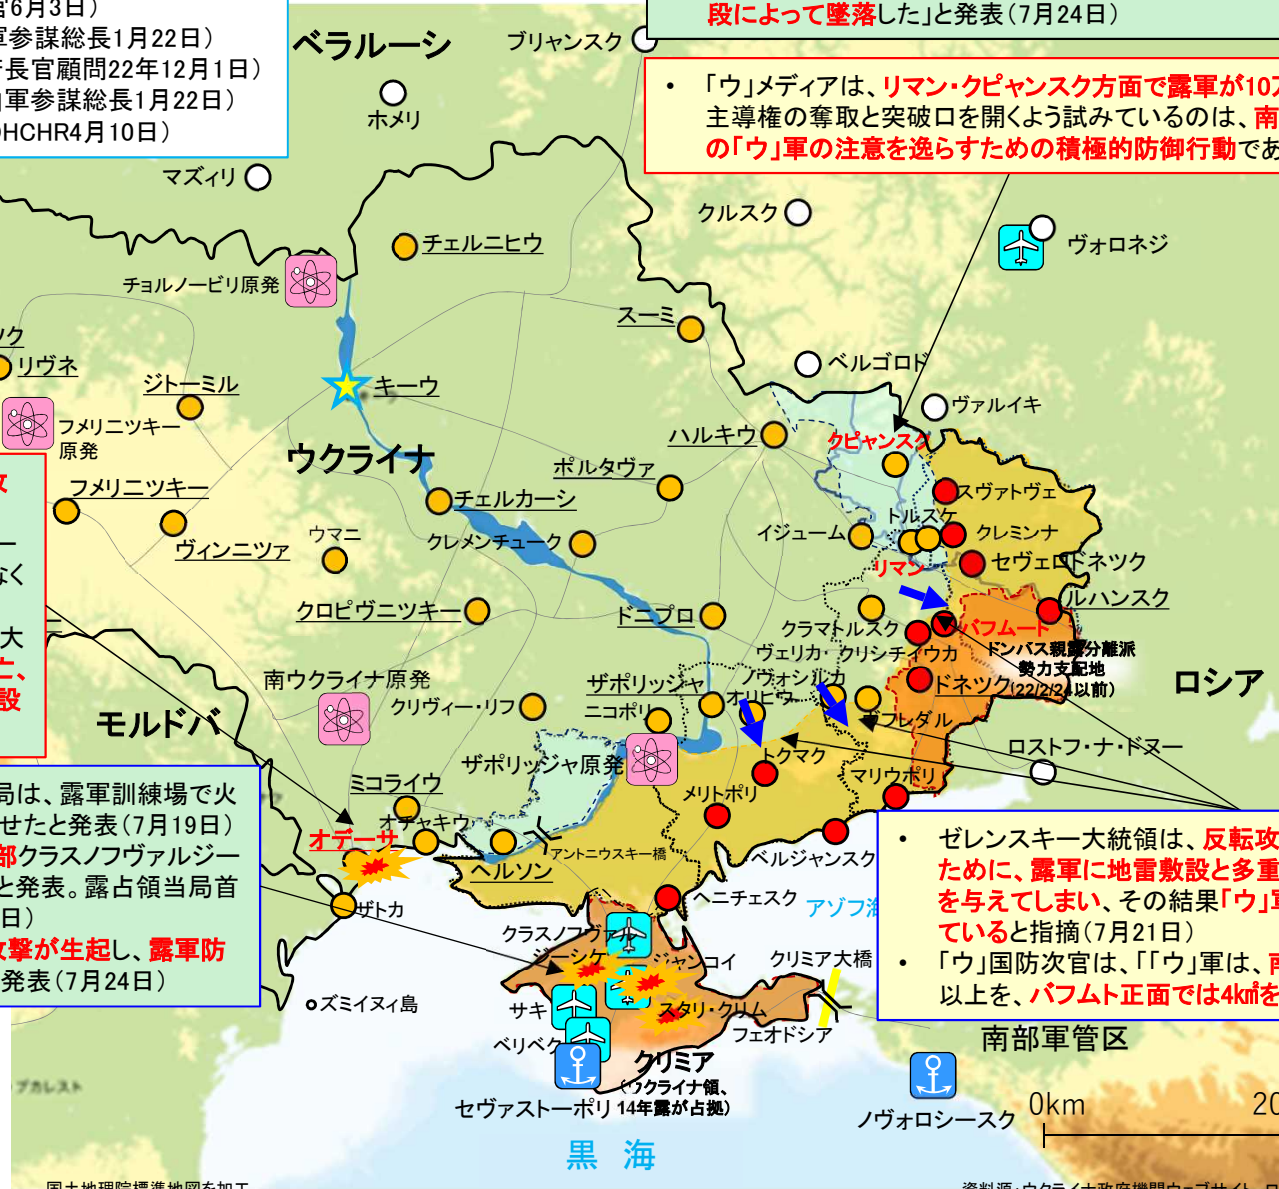 官6月3日）
軍参謀総長1月22日）
庁長官顧問22年12月1日）
軍参謀総長1月22日）
OHCHR4月10日）
段によって墜落した」と発表（7月24日）
• 「ウ」メディアは、リマン・クピャンスク方面で露軍が10万
主導権の奪取と突破口を開くよう試みているのは、南
の「ウ」軍の注意を逸らすための積極的防御行動であ
ベラルーシ
ブリャンスク
ホメリ
マズィリ
クルスク
ヴォロネジ
チェルニヒウ
チョルノービリ原発
スーミ
ベルゴロド
リヴネ
ジトーミル
キーウ
ヴァルイキ
フメリニツキー
原発
ウクライナ
ハルキウ
クピャンスク
ポルタヴァ
フメリニツキー
チェルカーシ
スヴァトヴェ
ヴィンニツァ
ウマニ
クレメンチューク
イジューム
トルスケ
クレミンナ
リマン
セヴェロドネツク
クロピヴニツキー
ドニプロ
クラマトルスク
バフムート
ルハンスク
ヴェリカ・
ノヴォシルカ
クリシチイウカ
ドンバス親露分離派
勢力支配地
（22/2/24以前）
ロシア
南ウクライナ原発
クリヴィー・リフ
ザポリッジャ
ニコポリ
オリヒウ
ドネツク
ヴフレダル
モルドバ
ザポリッジャ原発
トクマク
ロストフ・ナ・ドヌー
ミコライウ
メリトポリ
マリウポリ
オデーサ
オチャキウ
アントニウスキー橋
ベルジャンスク
ヘルソン
ザトカ
ヘニチェスク
アゾフ海
局は、露軍訓練場で火
せたと発表（7月19日）
部クラスノフヴァルジー
と発表。露占領当局首
日）
攻撃が生起し、露軍防
発表（7月24日）
• ゼレンスキー大統領は、反転攻
ために、露軍に地雷敷設と多重
を与えてしまい、その結果「ウ」軍
ていると指摘（7月21日）
• 「ウ」国防次官は、「「ウ」軍は、南
以上を、バフムト正面では4k㎡を
クラスノフヴァル
ジーシケ
ジャンコイ
クリミア大橋
ズミイヌィ島
サキ
スタリ・クリム
フェオドシア
ベリベク
クリミア
（ウクライナ領、
14年露が占拠）
セヴァストーポリ
南部軍管区
ノヴォロシースク
0km
20
黒 海
ブカレスト
国土地理院標準地図を加工